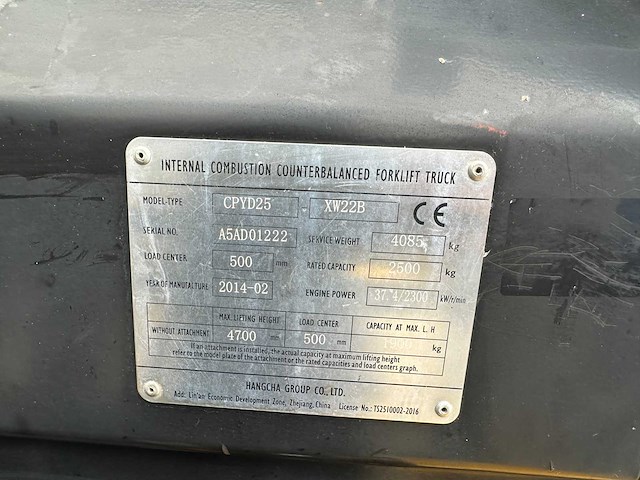 INTERNAL COMBUSTION COUNTERBALANCED FORKLIFT TRUCK
MODEL-TYPE CPYD25 - XW22B CE
SERIAL NO. A5AD01222 SERVICE WEIGHT 4085 kg
LOAD CENTER 500 mm RATED CAPACITY 2500 kg
YEAR OF MANUFACTURE 2014-02 ENGINE POWER 37.4/2300 kW/r/min
MAX. LIFTING HEIGHT LOAD CENTER CAPACITY AT MAX. L. H
WITHOUT ATTACHMENT 4700 mm 500 mm kg
If an attachment is installed, the actual capacity at maximum lifting height
refer to the model plate of the attachment or the rated capacities and load centers graph.
HANGCHA GROUP CO., LTD.
Add: Lin'an Economic Development Zone, Zhejiang, China License No.: TS2510002-2016